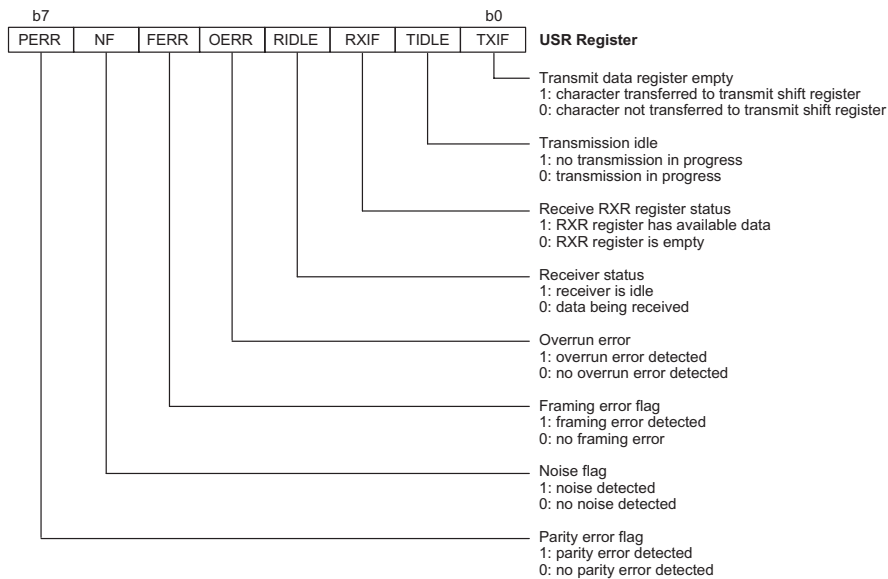 b7 b0
PERR NF FERR OERR RIDLE RXIF TIDLE TXIF USR Register
Transmit data register empty
1: character transferred to transmit shift register
0: character not transferred to transmit shift register
Transmission idle
1: no transmission in progress
0: transmission in progress
Receive RXR register status
1: RXR register has available data
0: RXR register is empty
Receiver status
1: receiver is idle
0: data being received
Overrun error
1: overrun error detected
0: no overrun error detected
Framing error flag
1: framing error detected
0: no framing error
Noise flag
1: noise detected
0: no noise detected
Parity error flag
1: parity error detected
0: no parity error detected